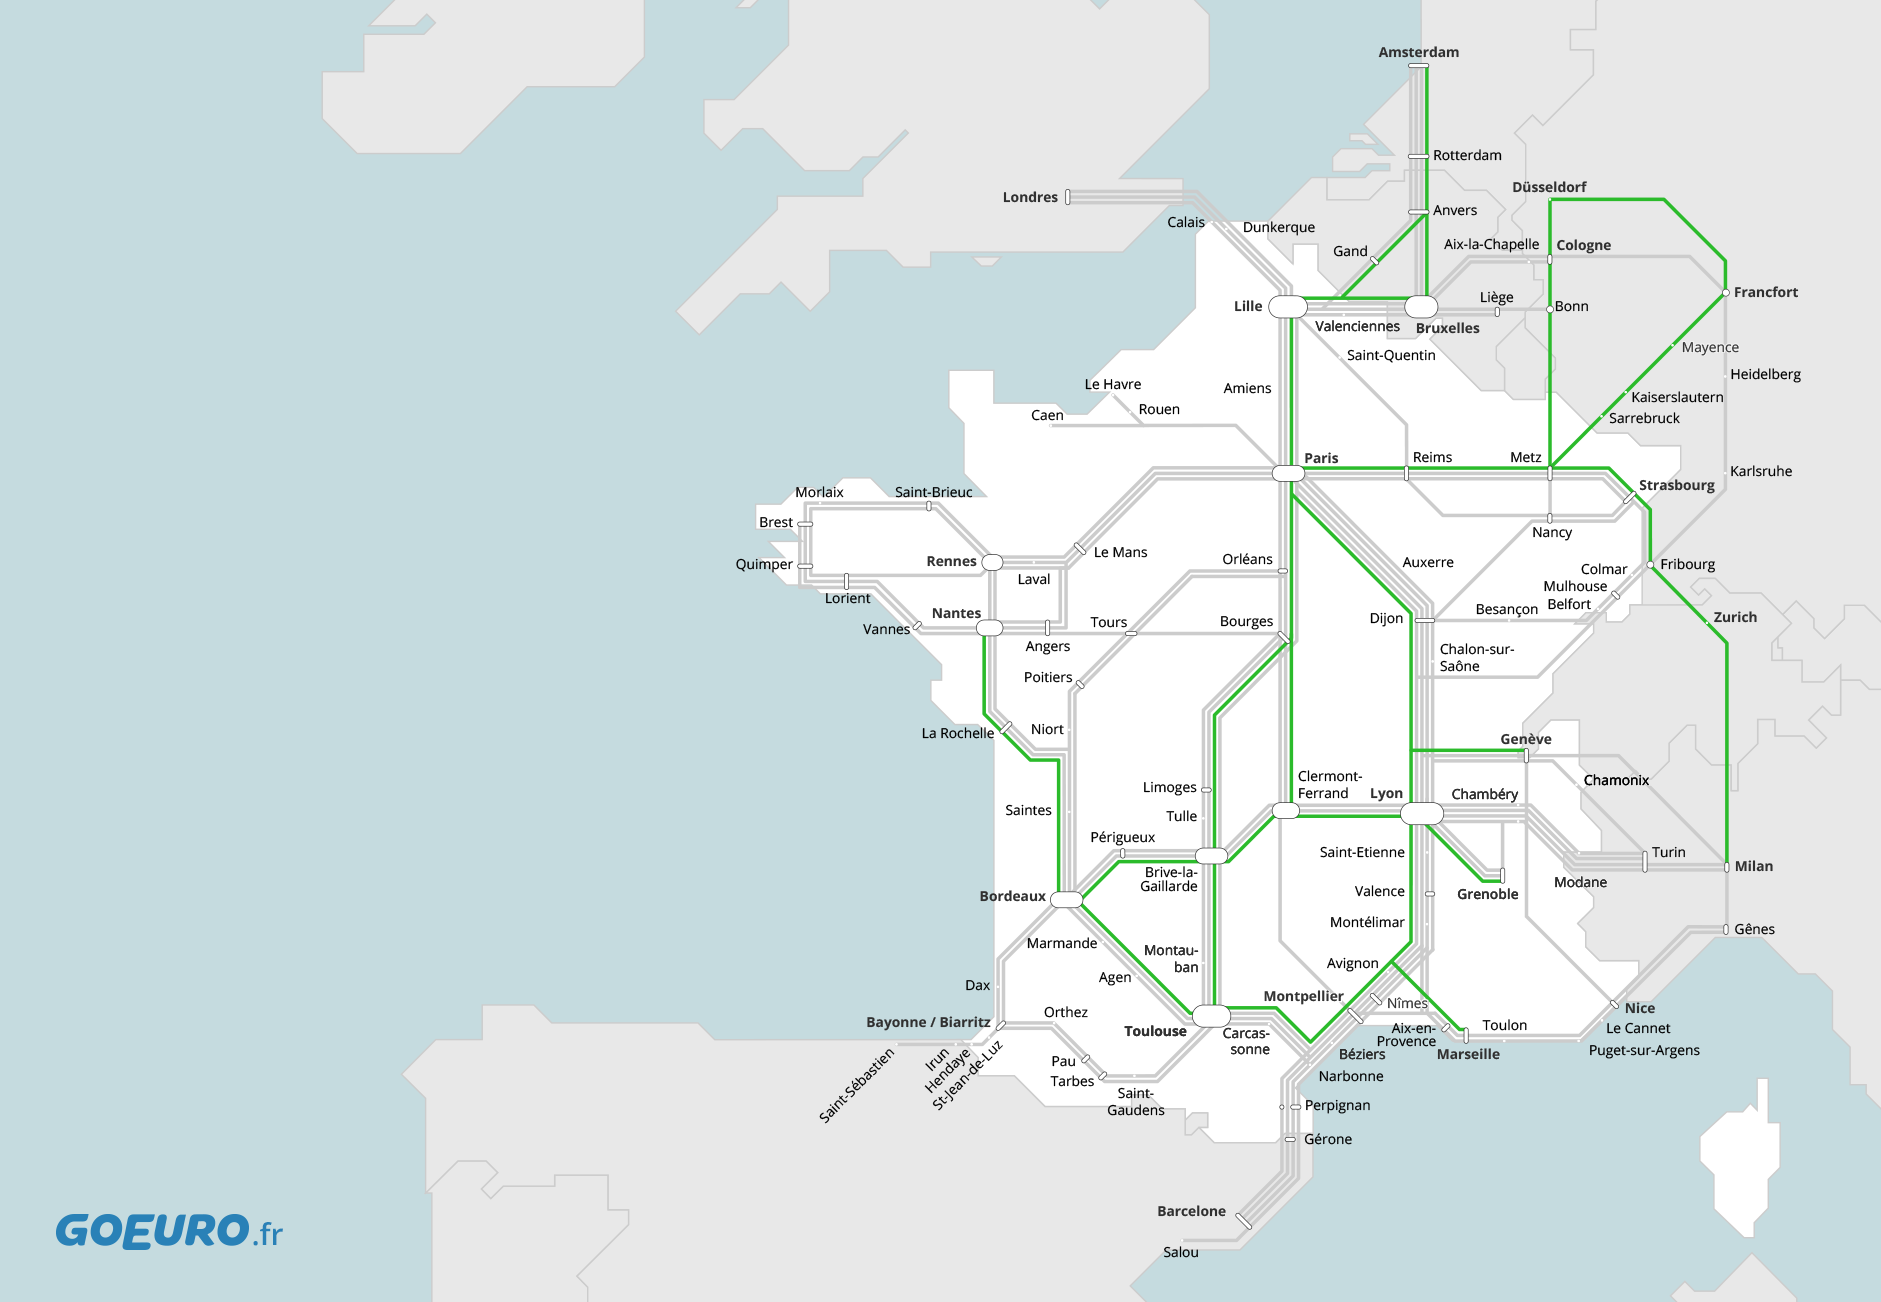 Amsterdam
Rotterdam
Düsseldorf
Londres
Anvers
Calais
Dunkerque
Gand
Aix-la-Chapelle
Cologne
Francfort
Liège
Lille
Bonn
Valenciennes
Bruxelles
Mayence
Saint-Quentin
Heidelberg
Le Havre
Amiens
Kaiserslautern
Rouen
Caen
Sarrebruck
Paris
Reims
Metz
Karlsruhe
Strasbourg
Morlaix
Saint-Brieuc
Brest
Nancy
Le Mans
Rennes
Orléans
Auxerre
Quimper
Fribourg
Colmar
Laval
Mulhouse
Lorient
Belfort
Nantes
Besançon
Zurich
Vannes
Tours
Bourges
Dijon
Angers
Chalon-sur-
Saône
Poitiers
La Rochelle
Niort
Genève
Clermont-
Ferrand
Chamonix
Limoges
Lyon
Chambéry
Saintes
Tulle
Périgueux
Saint-Etienne
Turin
Milan
Brive-la-
Gaillarde
Modane
Valence
Grenoble
Bordeaux
Montélimar
Gênes
Marmande
Montau-
ban
Avignon
Agen
Dax
Montpellier
Nîmes
Nice
Orthez
Bayonne / Biarritz
Toulouse
Carcas-
sonne
Aix-en-
Provence
Toulon
Le Cannet
Saint-Sébastien
Irun
Hendaye
St-Jean-de-Luz
Pau
Béziers
Marseille
Puget-sur-Argens
Tarbes
Narbonne
Saint-
Gaudens
Perpignan
Gérone
Barcelone
GOEURO.fr
Salou